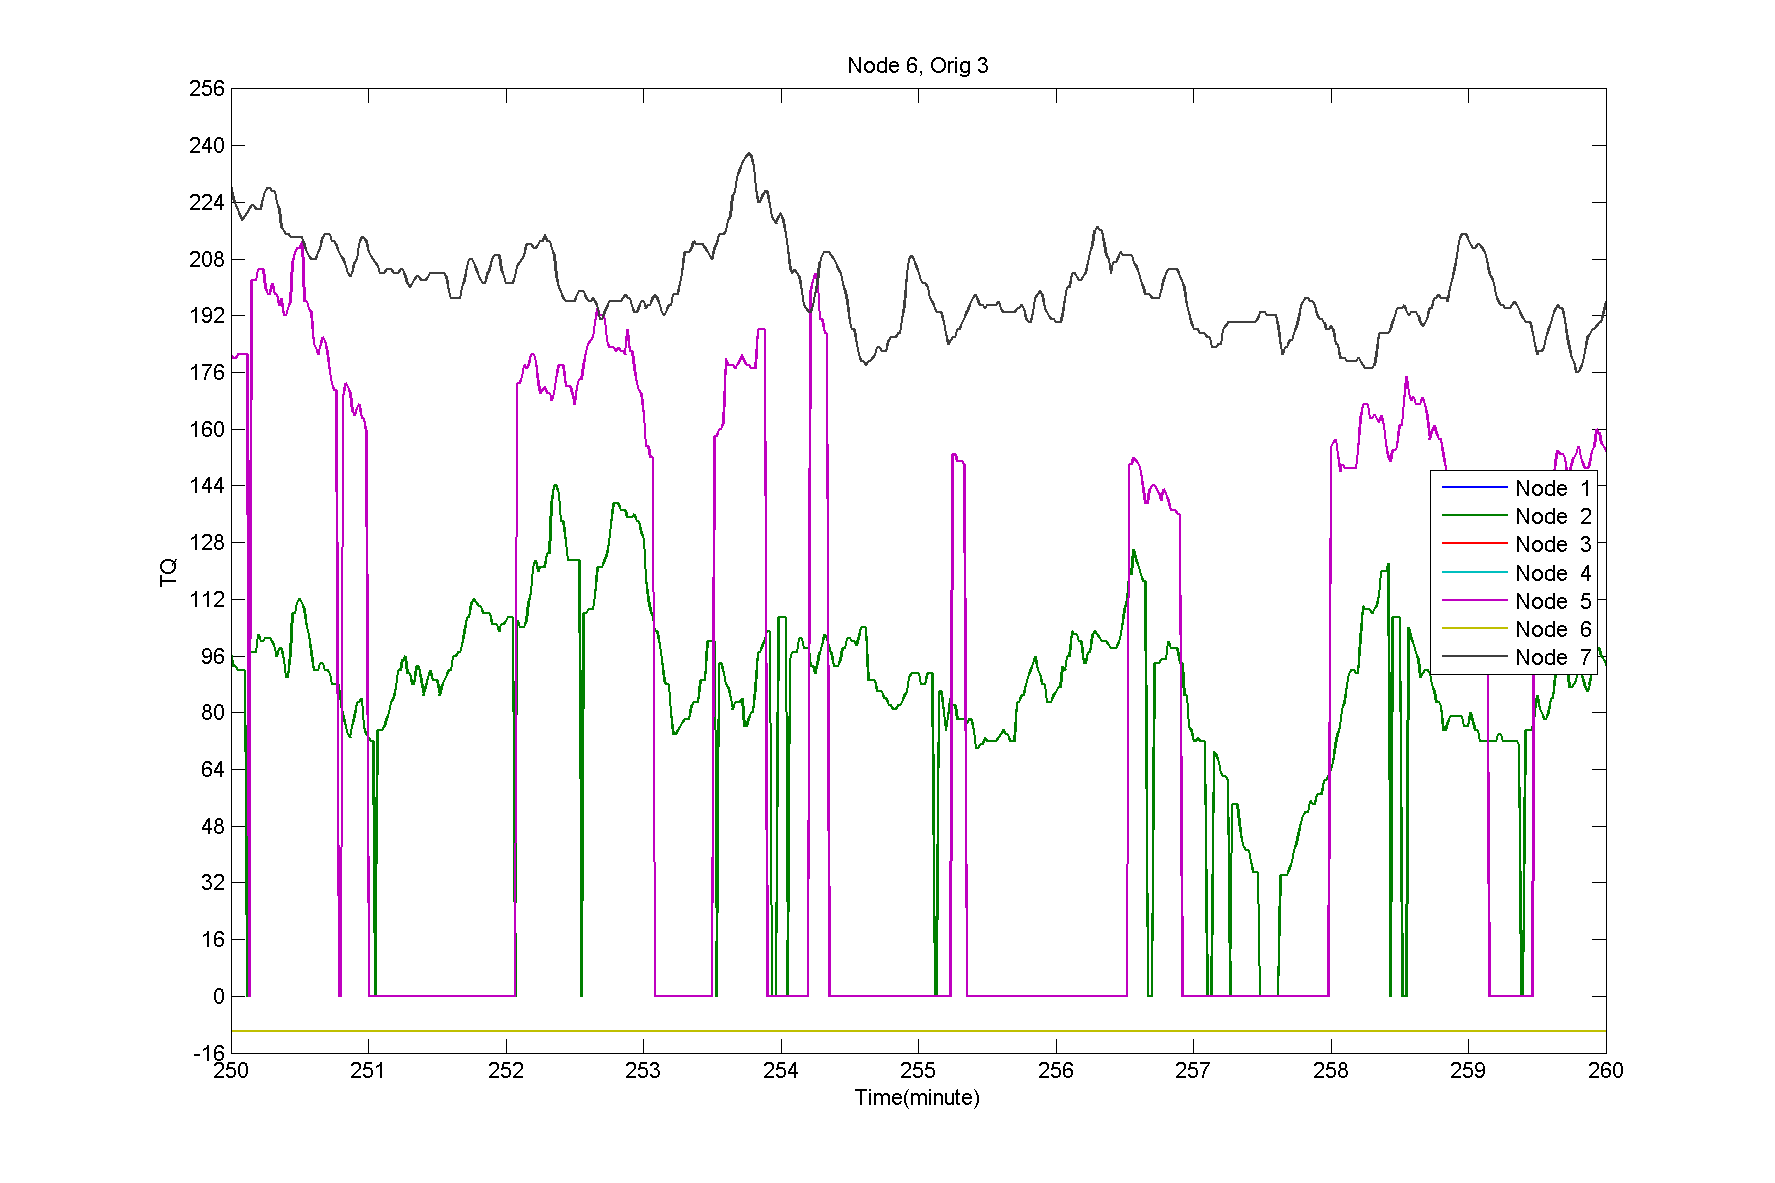 Node 6, Orig 3
256
240
224
208
192
176
160
144
128
112
96
80
64
48
32
16
0
-16
TQ
Node 1
Node 2
Node 3
Node 4
Node 5
Node 6
Node 7
250 251 252 253 254 255 256 257 258 259 260
Time(minute)